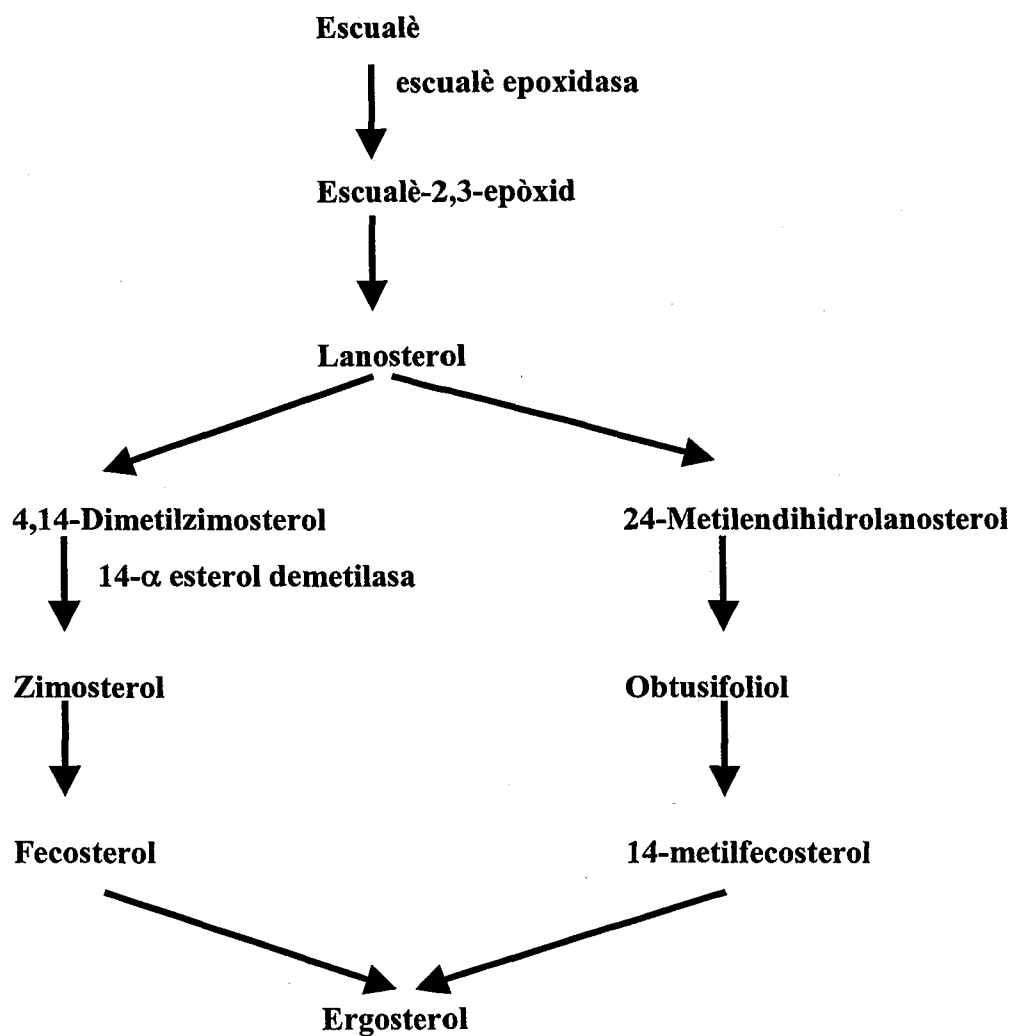 Escualè
escualè epoxidasa
Escualè-2,3-epòxid
Lanosterol
4,14-Dimetilzimosterol
24-Metilendihidrolanosterol
14-α esterol demetilasa
Zimosterol
Obtusifoliol
Fecosterol
14-metilfecosterol
Ergosterol